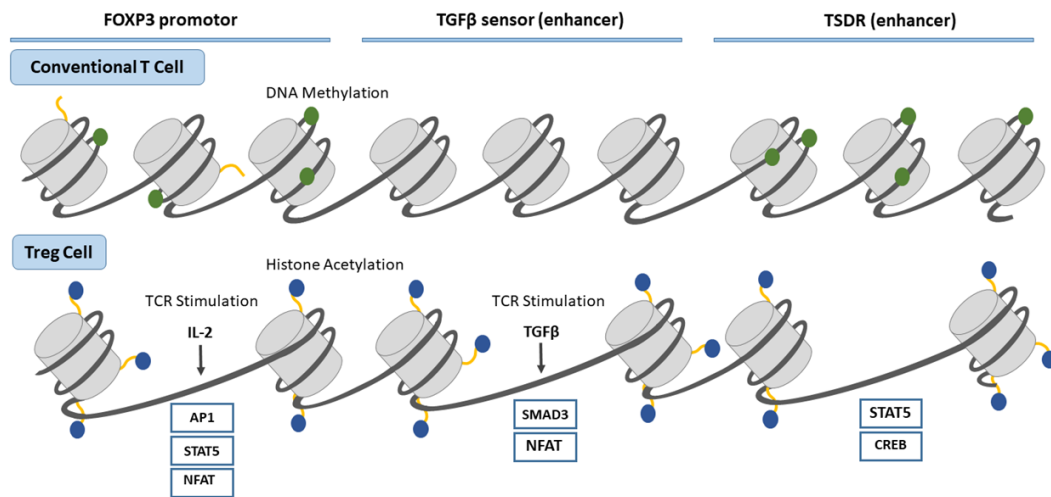 FOXP3 promotor
TGFβ sensor (enhancer)
TSDR (enhancer)
Conventional T Cell
DNA Methylation
Treg Cell
Histone Acetylation
TCR Stimulation
IL-2
TCR Stimulation
TGFβ
AP1
STAT5
NFAT
SMAD3
NFAT
STAT5
CREB